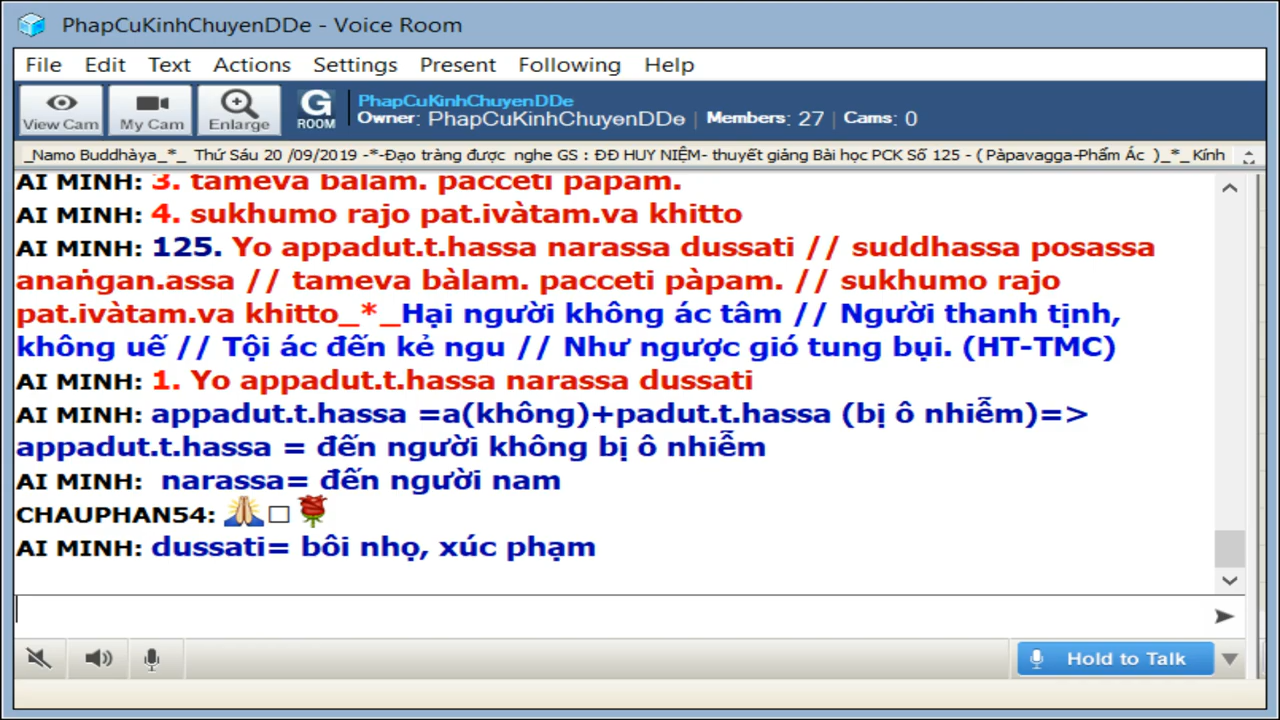 PhapCuKinhChuyenDDe - Voice Room
File Edit Text Actions Settings Present Following Help
View Cam My Cam Enlarge G ROOM
PhapCuKinhChuyenDDe
Owner: PhapCuKinhChuyenDDe | Members: 27 | Cams: 0
_Namo Buddhàya_*_ Thứ Sáu 20 /09/2019 -*-Đạo tràng được nghe GS : ĐĐ HUY NIỆM- thuyết giảng Bài học PCK Số 125 - ( Pàpavagga-Phẩm Ác )_*_Kính
AI MINH: 3. tameva bàlam. pacceti pàpam.
AI MINH: 4. sukhumo rajo pat.ivàtam.va khitto
AI MINH: 125. Yo appadut.t.hassa narassa dussati // suddhassa posassa
anaṅgan.assa // tameva bàlam. pacceti pàpam. // sukhumo rajo
pat.ivàtam.va khitto_*_Hại người không ác tâm // Người thanh tịnh,
không uế // Tội ác đến kẻ ngu // Như ngược gió tung bụi. (HT-TMC)
AI MINH: 1. Yo appadut.t.hassa narassa dussati
AI MINH: appadut.t.hassa =a(không)+padut.t.hassa (bị ô nhiễm)=>
appadut.t.hassa = đến người không bị ô nhiễm
AI MINH: narassa= đến người nam
CHAUPHAN54: 🙏🏻□🌹
AI MINH: dussati= bôi nhọ, xúc phạm
Hold to Talk